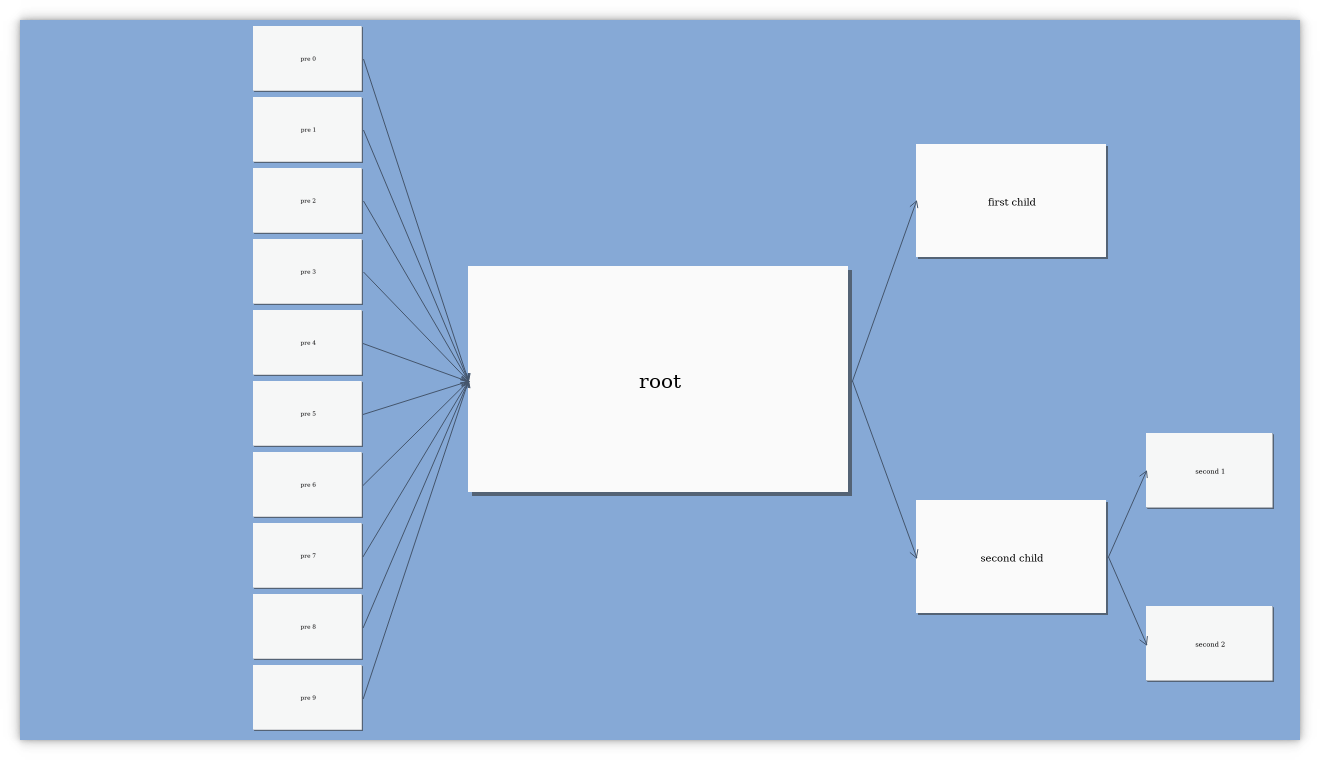 pre 0
pre 1
pre 2
pre 3
pre 4
pre 5
pre 6
pre 7
pre 8
pre 9
root
first child
second child
second 1
second 2